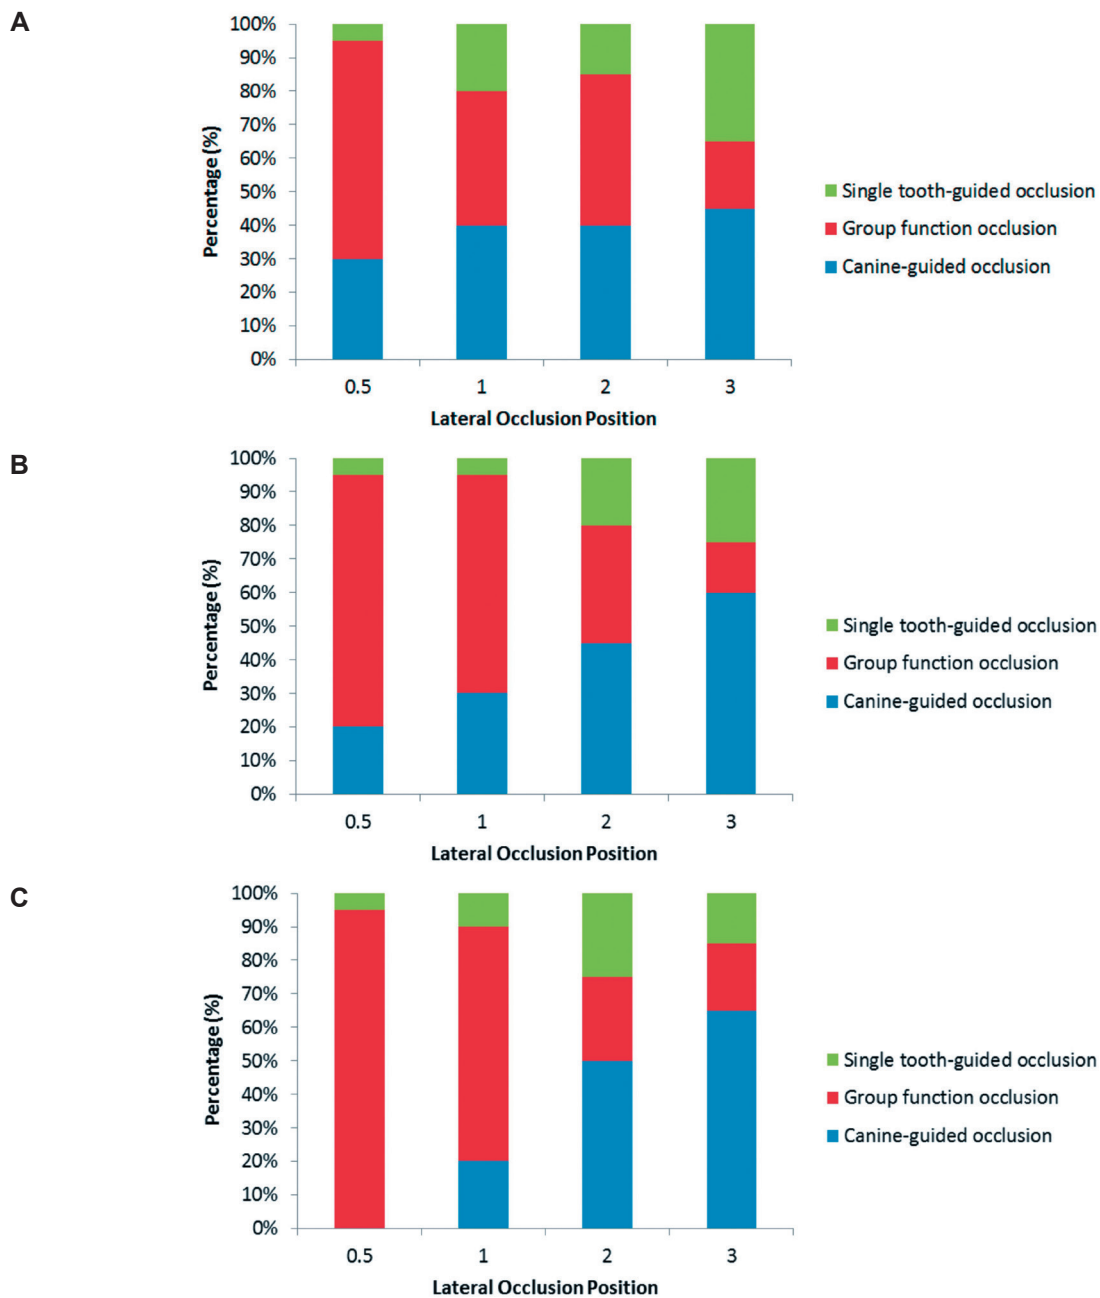 A
100%
90%
80%
70%
60%
50%
40%
30%
20%
10%
0%
Percentage (%)
0.5 1 2 3
Lateral Occlusion Position
Single tooth-guided occlusion
Group function occlusion
Canine-guided occlusion
B
100%
90%
80%
70%
60%
50%
40%
30%
20%
10%
0%
Percentage (%)
0.5 1 2 3
Lateral Occlusion Position
Single tooth-guided occlusion
Group function occlusion
Canine-guided occlusion
C
100%
90%
80%
70%
60%
50%
40%
30%
20%
10%
0%
Percentage (%)
0.5 1 2 3
Lateral Occlusion Position
Single tooth-guided occlusion
Group function occlusion
Canine-guided occlusion